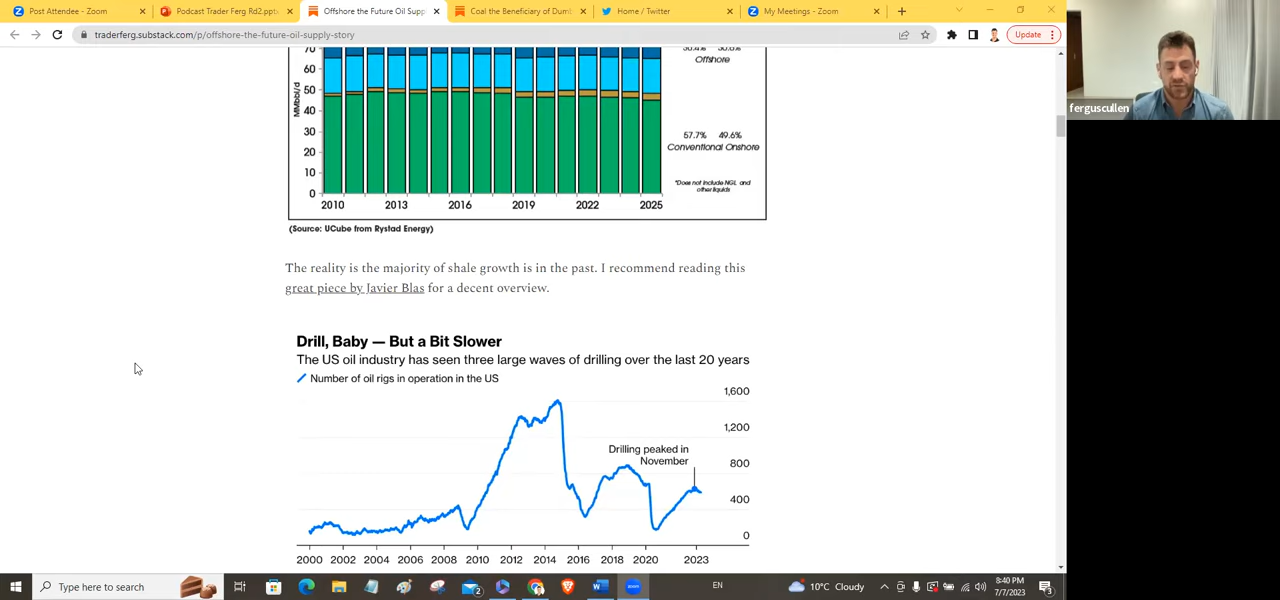 Post Attendee - Zoom
Podcast Trader Ferg Rd2.pptx
Offshore the Future Oil Supp
Coal the Beneficiary of Dumb
Home / Twitter
My Meetings - Zoom
traderferg.substack.com/p/offshore-the-future-oil-supply-story
Update
ferguscullen
70
60
50
40
30
20
10
0
MMbbl/d
Offshore
57.7% 49.6%
Conventional Onshore
*Does not include NGL and
other liquids
2010 2013 2016 2019 2022 2025
(Source: UCube from Rystad Energy)
The reality is the majority of shale growth is in the past. I recommend reading this
great piece by Javier Blas for a decent overview.
Drill, Baby — But a Bit Slower
The US oil industry has seen three large waves of drilling over the last 20 years
Number of oil rigs in operation in the US
1,600
1,200
Drilling peaked in
November
800
400
0
2000 2002 2004 2006 2008 2010 2012 2014 2016 2018 2020 2023
Type here to search
EN
10°C Cloudy
8:40 PM
7/7/2023